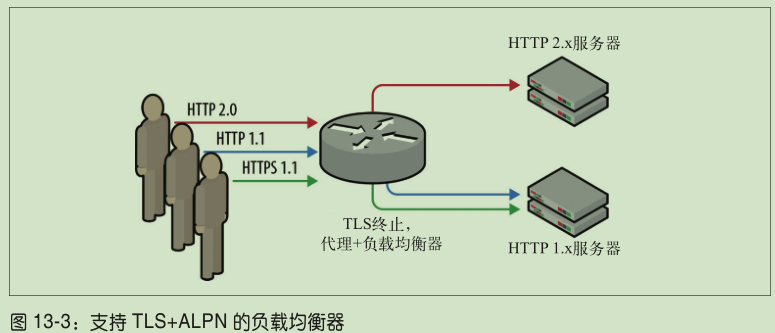 HTTP 2.x服务器
HTTP 2.0
HTTP 1.1
HTTPS 1.1
TLS终止，
代理+负载均衡器
HTTP 1.x服务器
图 13-3：支持 TLS+ALPN 的负载均衡器